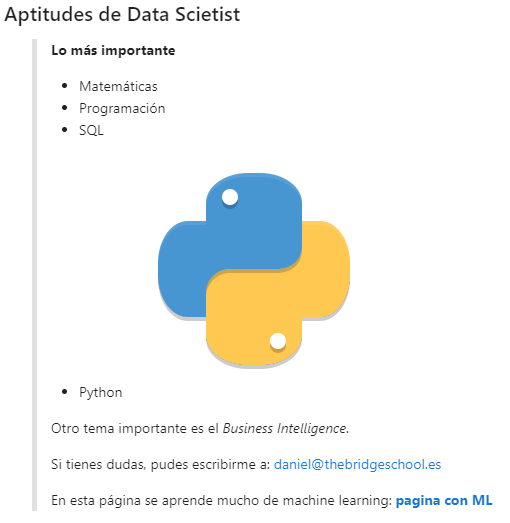 Aptitudes de Data Scietist
Lo más importante
• Matemáticas
• Programación
• SQL
• Python
Otro tema importante es el Business Intelligence.
Si tienes dudas, pudes escribirme a: daniel@thebridgeschool.es
En esta página se aprende mucho de machine learning: pagina con ML